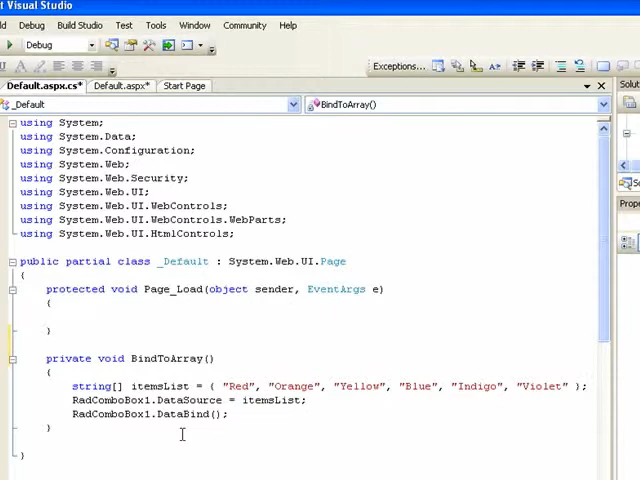 t Visual Studio
ld Debug Build Studio Test Tools Window Community Help
Debug
Exceptions...
Default.aspx.cs* Default.aspx* Start Page
Solut
_Default BindToArray()
using System;
using System.Data;
using System.Configuration;
using System.Web;
using System.Web.Security;
using System.Web.UI;
using System.Web.UI.WebControls;
using System.Web.UI.WebControls.WebParts;
using System.Web.UI.HtmlControls;
Prope
public partial class _Default : System.Web.UI.Page
{
protected void Page_Load(object sender, EventArgs e)
{
}
private void BindToArray()
{
string[] itemsList = { "Red", "Orange", "Yellow", "Blue", "Indigo", "Violet" };
RadComboBox1.DataSource = itemsList;
RadComboBox1.DataBind();
}
}